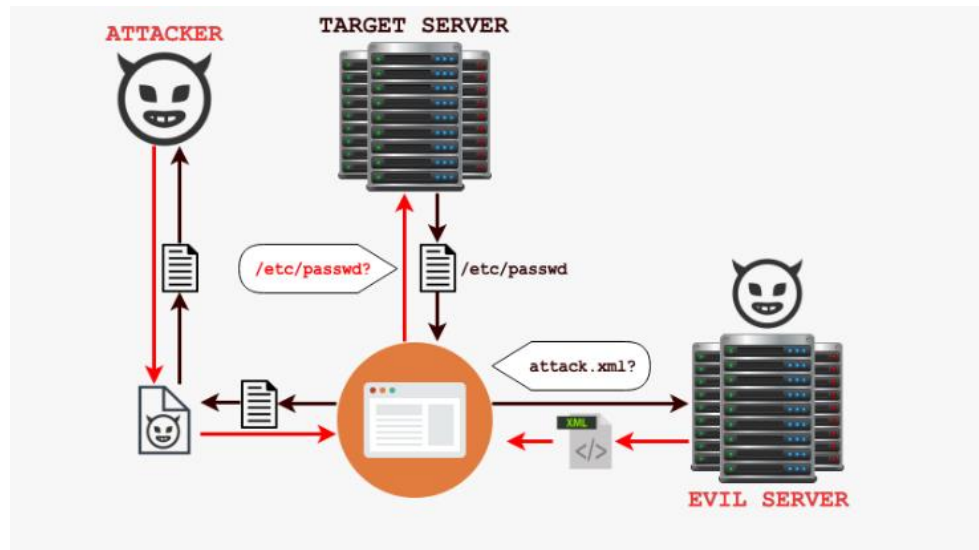 ATTACKER
TARGET SERVER
/etc/passwd?
/etc/passwd
attack.xml?
XML
</>
EVIL SERVER